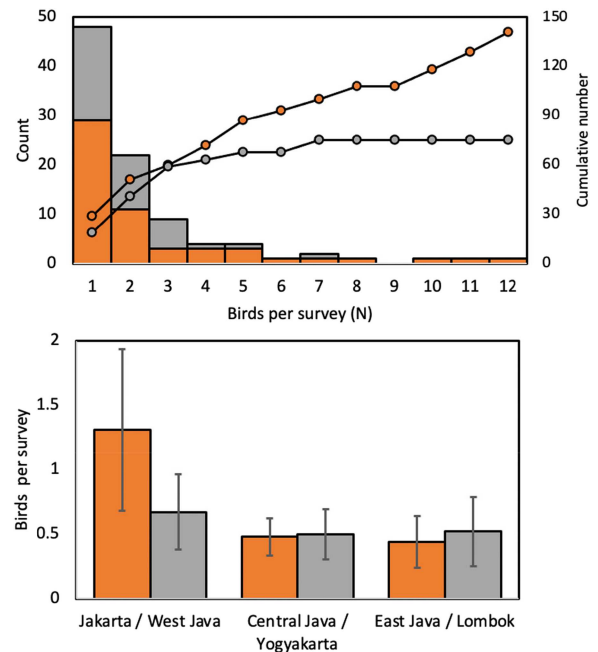 50
40
30
20
10
0
Count
150
120
90
60
30
0
Cumulative number
1 2 3 4 5 6 7 8 9 10 11 12
Birds per survey (N)
2
1.5
1
0.5
0
Birds per survey
Jakarta / West Java
Central Java /
Yogyakarta
East Java / Lombok